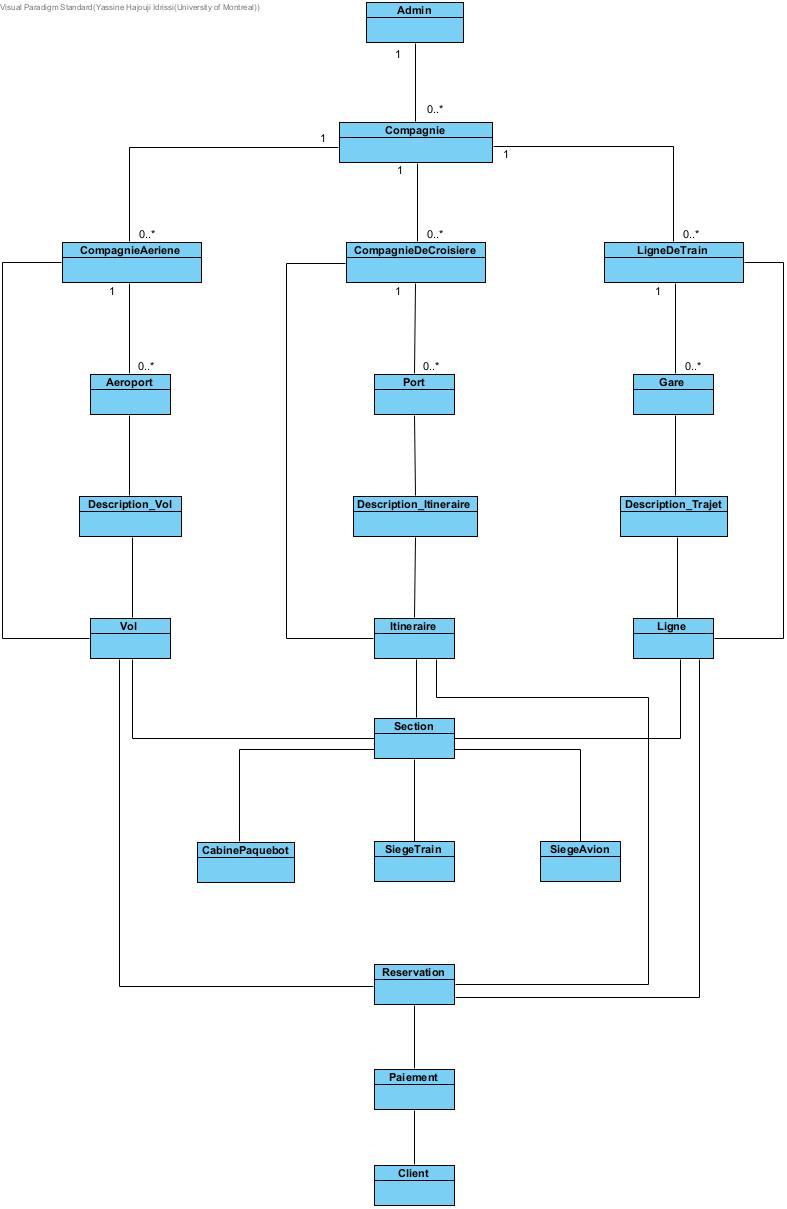 Visual Paradigm Standard(Yassine Hajouji Idrissi(University of Montreal))
Admin
1
0..*
Compagnie
1
1
1
0..*
0..*
0..*
CompagnieAeriene
CompagnieDeCroisiere
LigneDeTrain
1
1
1
0..*
0..*
0..*
Aeroport
Port
Gare
Description_Vol
Description_Itineraire
Description_Trajet
Vol
Itineraire
Ligne
Section
CabinePaquebot
SiegeTrain
SiegeAvion
Reservation
Paiement
Client